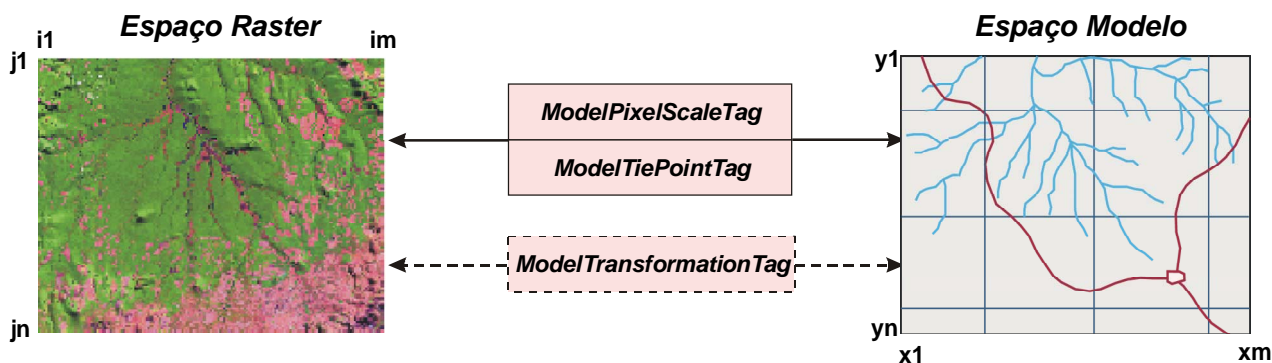 Espaço Raster
i1
im
j1
jn
ModelPixelScaleTag
ModelTiePointTag
ModelTransformationTag
Espaço Modelo
y1
yn
x1
xm